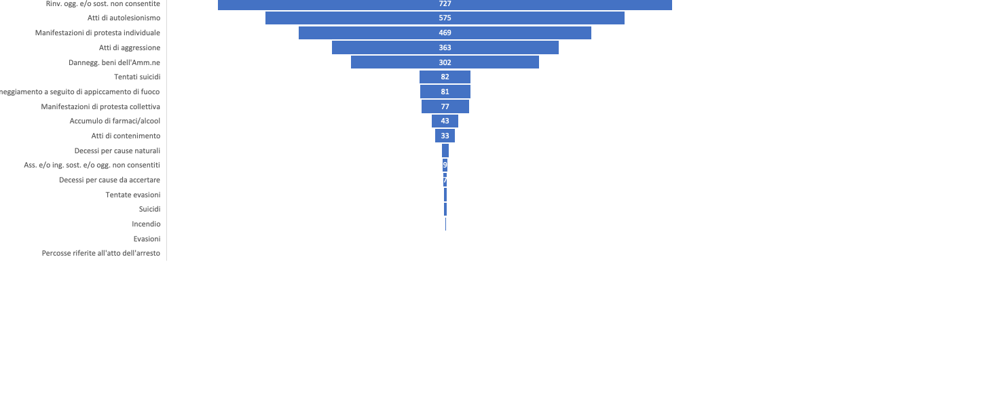 Rinv. ogg. e/o sost. non consentite 727
Atti di autolesionismo 575
Manifestazioni di protesta individuale 469
Atti di aggressione 363
Dannegg. beni dell'Amm.ne 302
Tentati suicidi 82
neggiamento a seguito di appiccamento di fuoco 81
Manifestazioni di protesta collettiva 77
Accumulo di farmaci/alcool 43
Atti di contenimento 33
Decessi per cause naturali
Ass. e/o ing. sost. e/o ogg. non consentiti 9
Decessi per cause da accertare 7
Tentate evasioni
Suicidi
Incendio
Evasioni
Percosse riferite all'atto dell'arresto